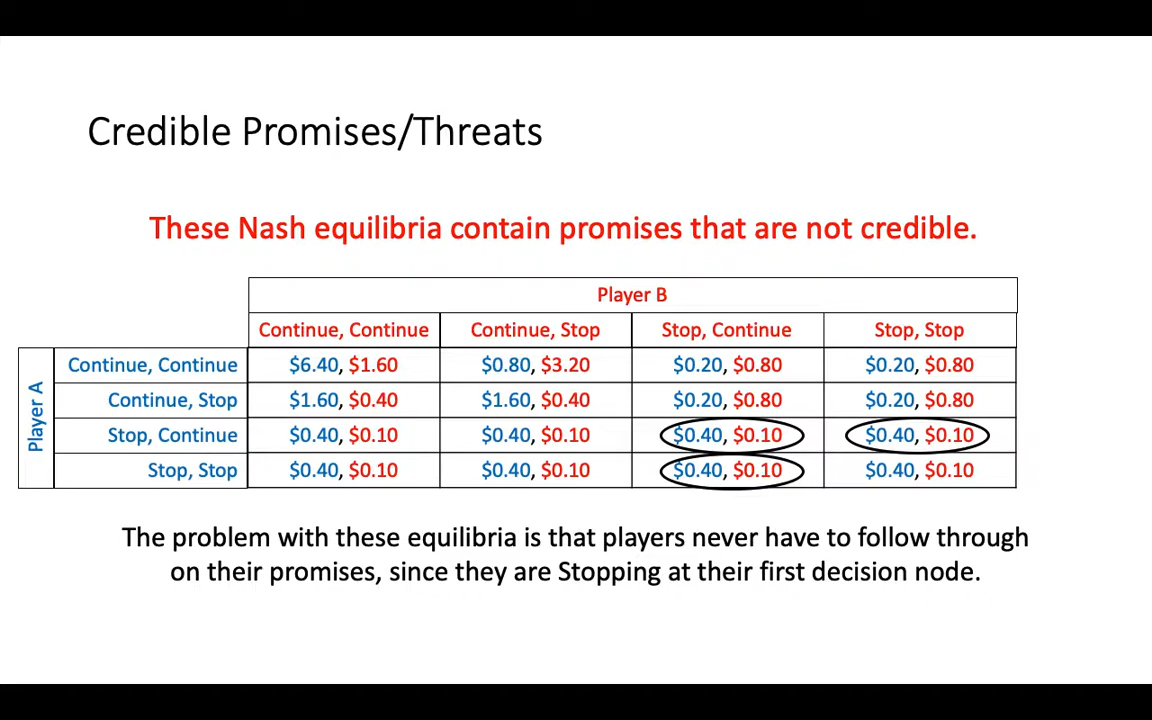 Credible Promises/Threats
These Nash equilibria contain promises that are not credible.
Player B
Continue, Continue Continue, Stop Stop, Continue Stop, Stop
Player A
Continue, Continue $6.40, $1.60 $0.80, $3.20 $0.20, $0.80 $0.20, $0.80
Continue, Stop $1.60, $0.40 $1.60, $0.40 $0.20, $0.80 $0.20, $0.80
Stop, Continue $0.40, $0.10 $0.40, $0.10 $0.40, $0.10 $0.40, $0.10
Stop, Stop $0.40, $0.10 $0.40, $0.10 $0.40, $0.10 $0.40, $0.10
The problem with these equilibria is that players never have to follow through
on their promises, since they are Stopping at their first decision node.